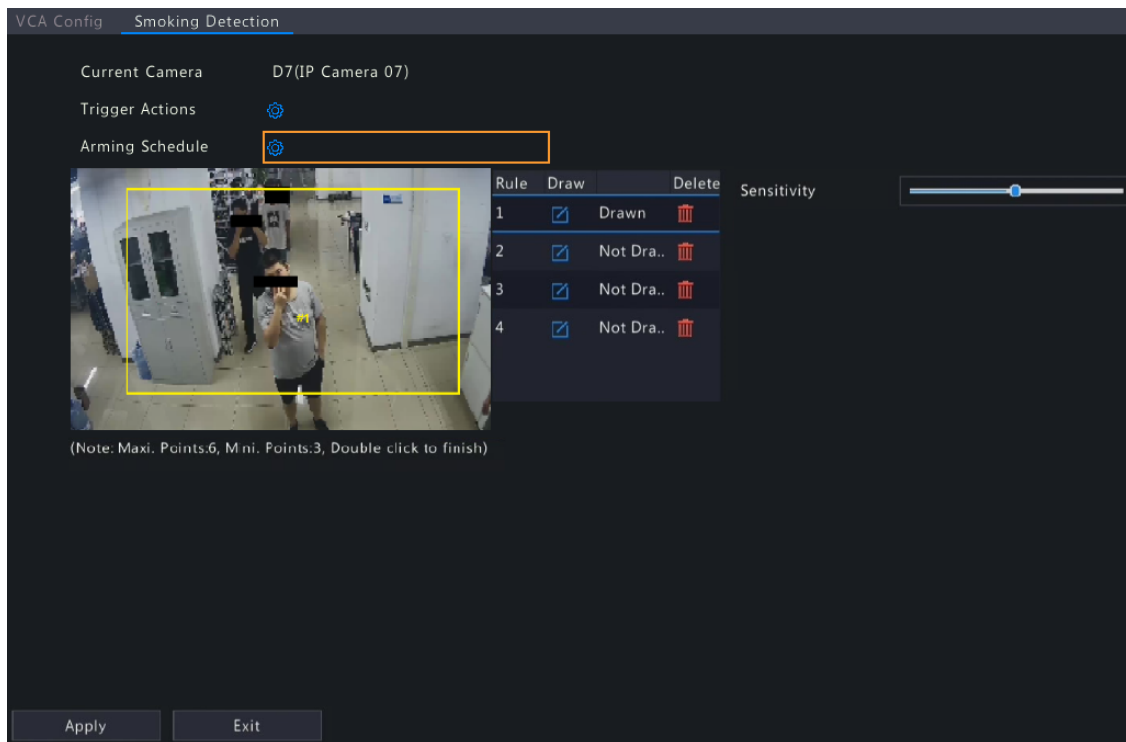 VCA Config Smoking Detection
Current Camera D7(IP Camera 07)
Trigger Actions
Arming Schedule
Rule Draw Delete
1 Drawn
2 Not Dra..
3 Not Dra..
4 Not Dra..
Sensitivity
#1
(Note: Maxi. Points:6, Mini. Points:3, Double click to finish)
Apply Exit